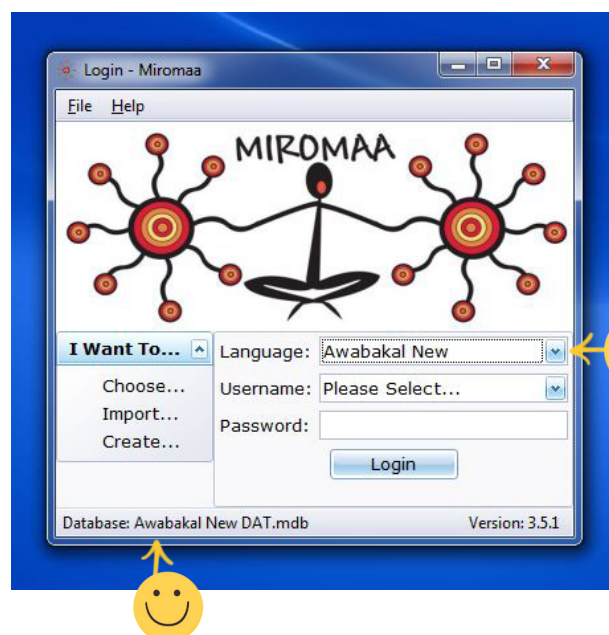 Login - Miromaa
File Help
MIROMAA
I Want To...
Choose...
Import...
Create...
Language: Awabakal New
Username: Please Select...
Password:
Login
Database: Awabakal New DAT.mdb Version: 3.5.1